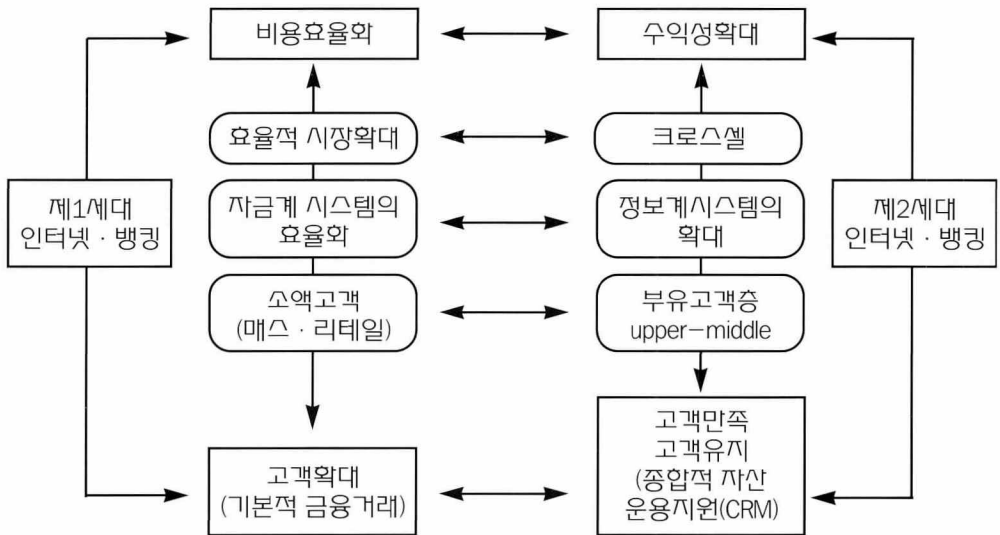 비용효율화
수익성확대
효율적 시장확대
크로스셀
제1세대
인터넷 · 뱅킹
자금계 시스템의
효율화
정보계시스템의
확대
제2세대
인터넷 · 뱅킹
소액고객
(매스 · 리테일)
부유고객층
upper-middle
고객확대
(기본적 금융거래)
고객만족
고객유지
(종합적 자산
운용지원(CRM)